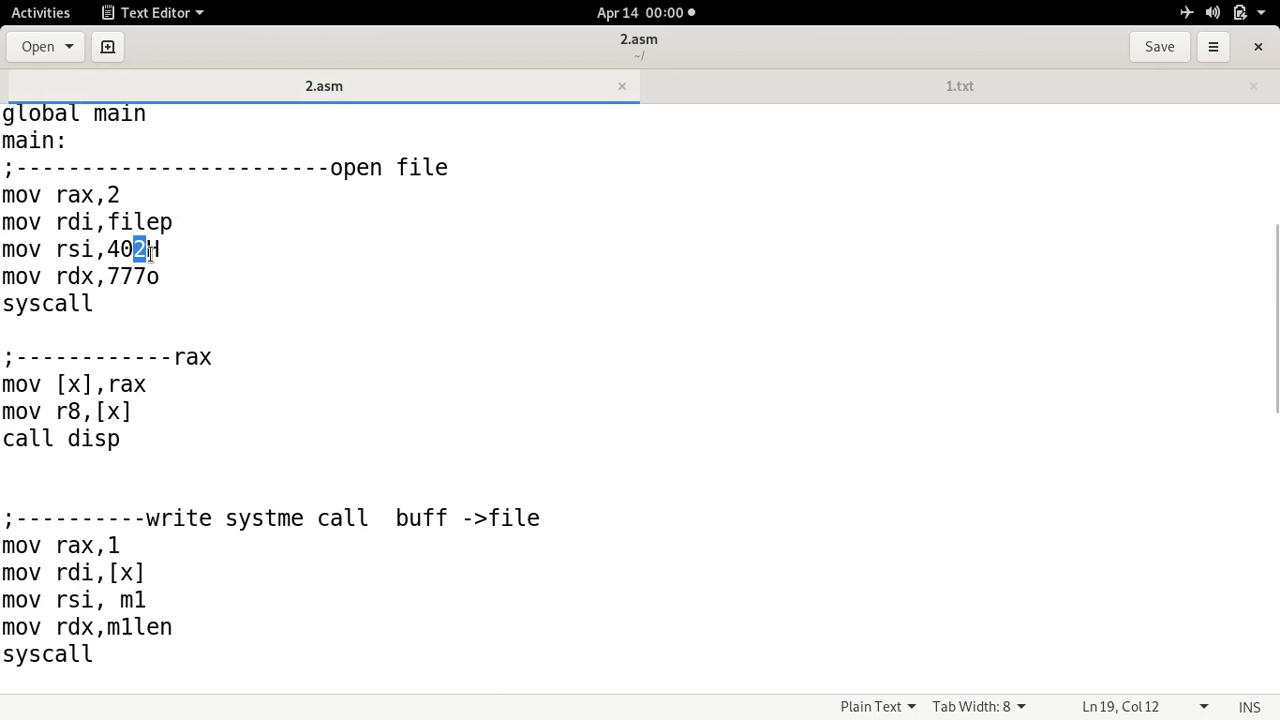 Activities Text Editor Apr 14 00:00
Open 2.asm Save
~/
2.asm 1.txt
global main
main:
;------------------------open file
mov rax,2
mov rdi,filep
mov rsi,402H
mov rdx,777o
syscall
;------------rax
mov [x],rax
mov r8,[x]
call disp
;----------write systme call  buff ->file
mov rax,1
mov rdi,[x]
mov rsi, m1
mov rdx,m1len
syscall
Plain Text Tab Width: 8 Ln 19, Col 12 INS